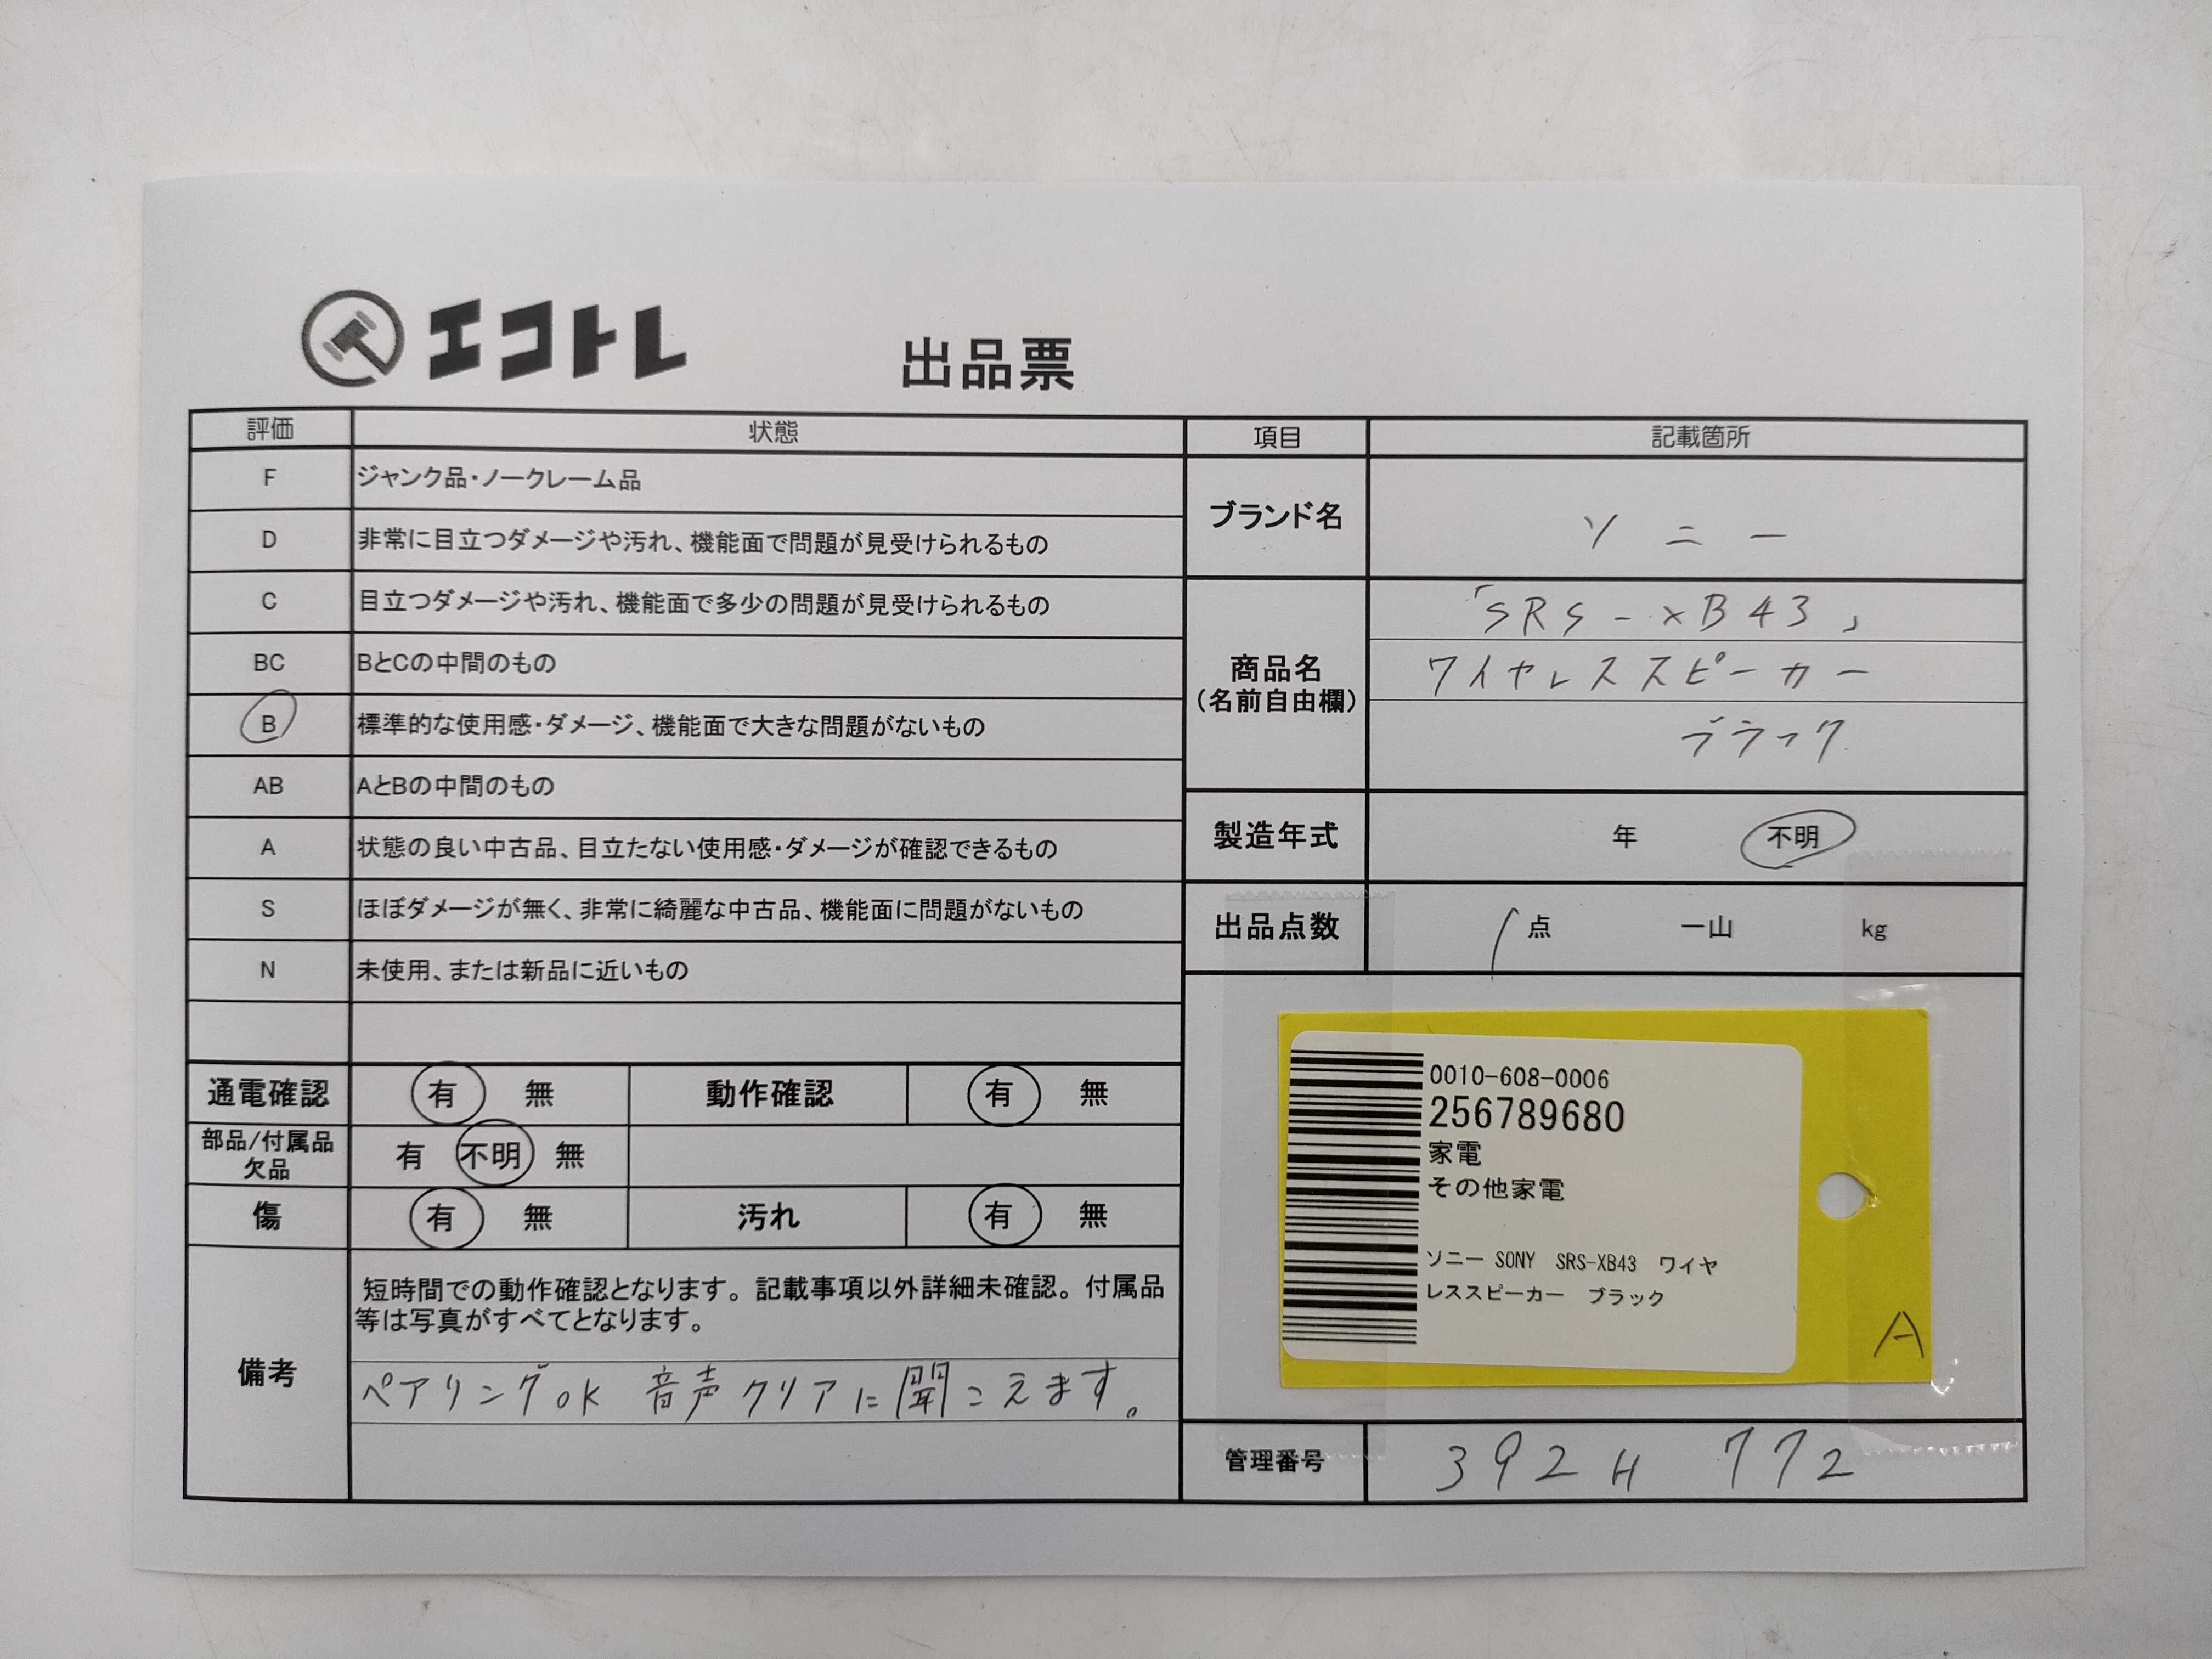 エコトレ
出品票
評価 状態
F ジャンク品・ノークレーム品
D 非常に目立つダメージや汚れ、機能面で問題が見受けられるもの
C 目立つダメージや汚れ、機能面で多少の問題が見受けられるもの
BC BとCの中間のもの
B 標準的な使用感・ダメージ、機能面で大きな問題がないもの
AB AとBの中間のもの
A 状態の良い中古品、目立たない使用感・ダメージが確認できるもの
S ほぼダメージが無く、非常に綺麗な中古品、機能面に問題がないもの
N 未使用、または新品に近いもの
通電確認 有 無 動作確認 有 無
部品/付属品
欠品 有 不明 無
傷 有 無 汚れ 有 無
備考
短時間での動作確認となります。記載事項以外詳細未確認。付属品
等は写真がすべてとなります。
ペアリングOK 音声クリアに聞こえます。
項目 記載箇所
ブランド名 ソニー
商品名
(名前自由欄)
「SRS-XB43」
ワイヤレススピーカー
ブラック
製造年式 年 不明
出品点数 1点 一山 kg
0010-608-0006
256789680
家電
その他家電
ソニー SONY SRS-XB43 ワイヤ
レススピーカー ブラック
A
管理番号 392H 772